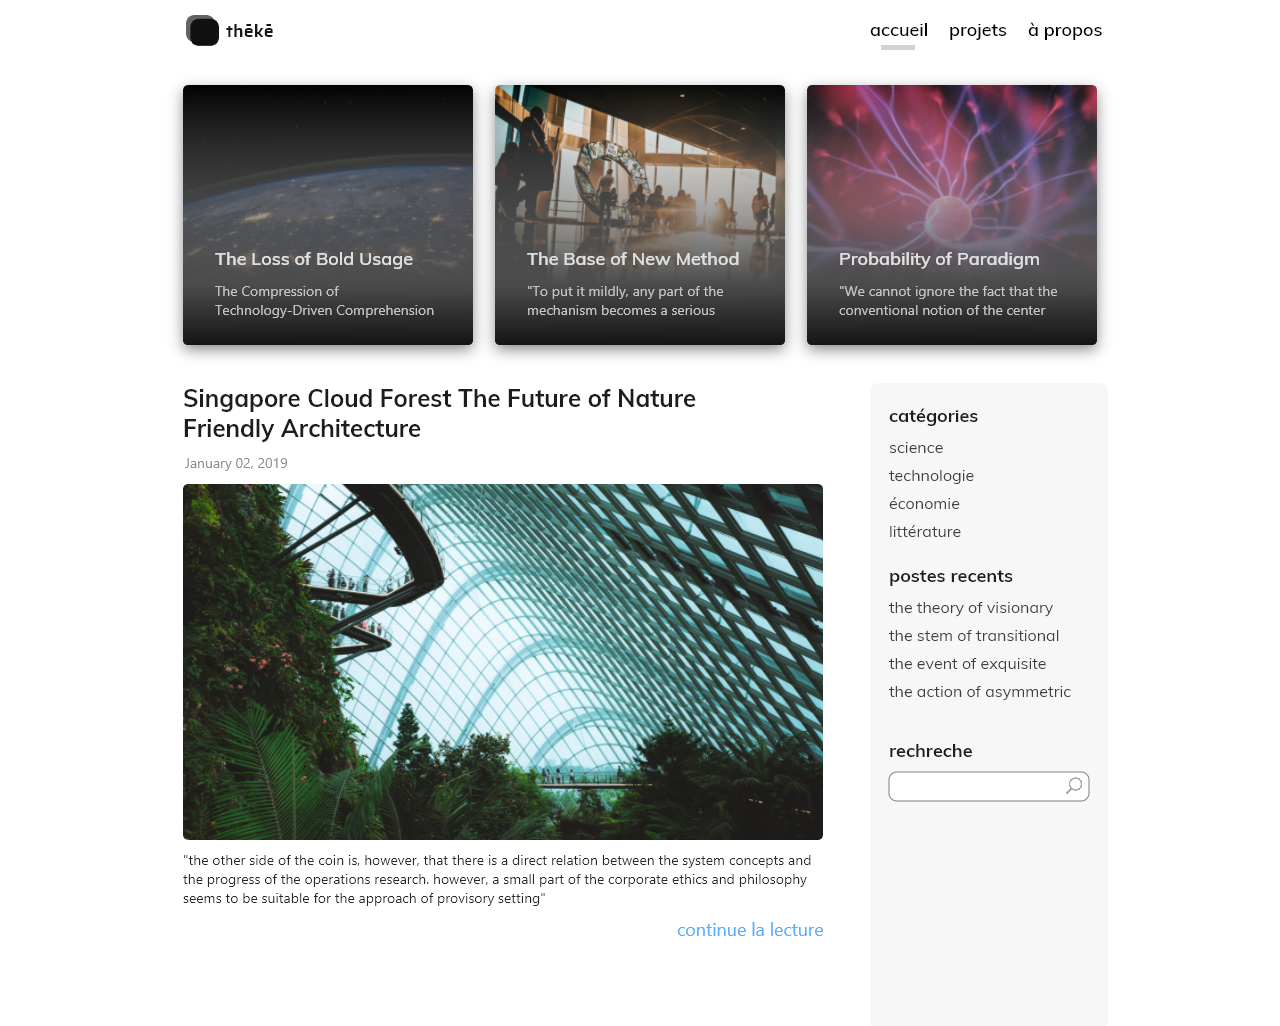 thēkē
accueil projets à propos
The Loss of Bold Usage
The Compression of
Technology-Driven Comprehension
The Base of New Method
"To put it mildly, any part of the
mechanism becomes a serious
Probability of Paradigm
"We cannot ignore the fact that the
conventional notion of the center
Singapore Cloud Forest The Future of Nature
Friendly Architecture
January 02, 2019
"the other side of the coin is, however, that there is a direct relation between the system concepts and
the progress of the operations research. however, a small part of the corporate ethics and philosophy
seems to be suitable for the approach of provisory setting"
continue la lecture
catégories
science
technologie
économie
littérature
postes recents
the theory of visionary
the stem of transitional
the event of exquisite
the action of asymmetric
rechreche